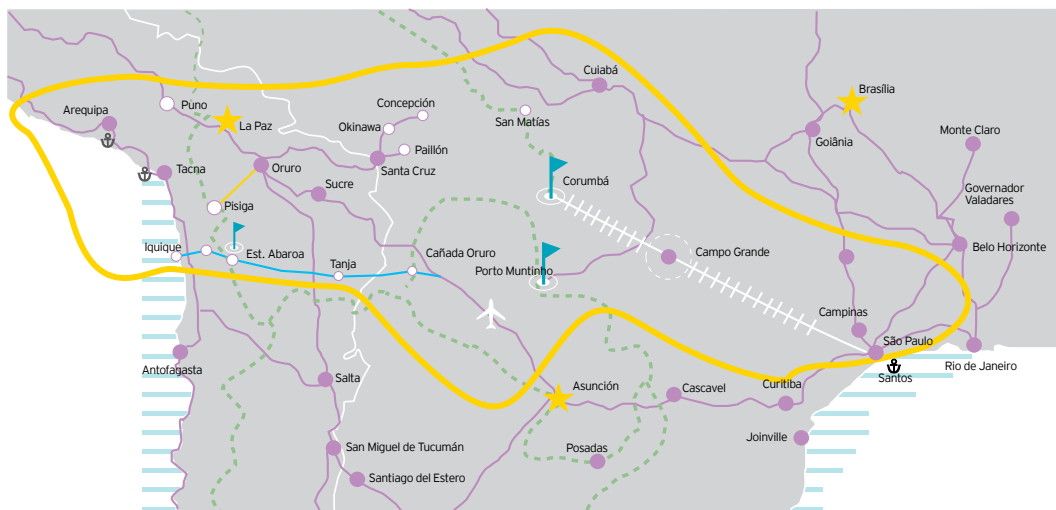 Cuiabá
Brasília
Puno
Concepción
Arequipa
La Paz
Okinawa
San Matías
Goiânia
Monte Claro
Paillón
Tacna
Oruro
Santa Cruz
Corumbá
Sucre
Governador
Valadares
Pisiga
Iquique
Est. Abaroa
Cañada Oruro
Campo Grande
Belo Horizonte
Tanja
Porto Muntinho
Campinas
São Paulo
Antofagasta
Rio de Janeiro
Salta
Asunción
Cascavel
Curitiba
Santos
Joinville
San Miguel de Tucumán
Posadas
Santiago del Estero